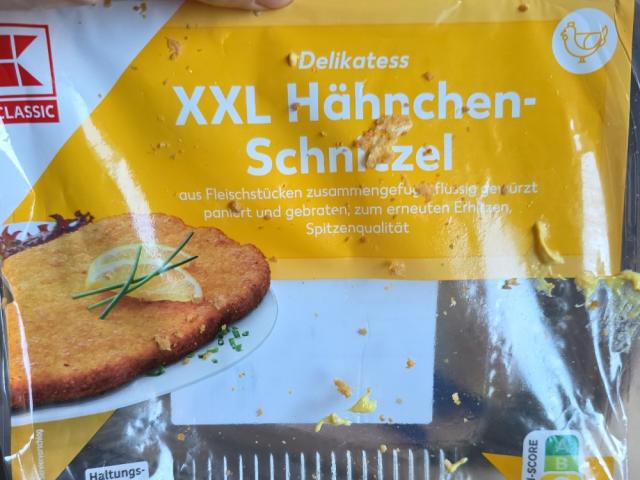 K
CLASSIC
Delikatess
XXL Hähnchen-
Schnitzel
aus Fleischstücken zusammengefügt, flüssig gewürzt
paniert und gebraten, zum erneuten Erhitzen,
Spitzenqualität
Haltungs-
-SCORE
A
B